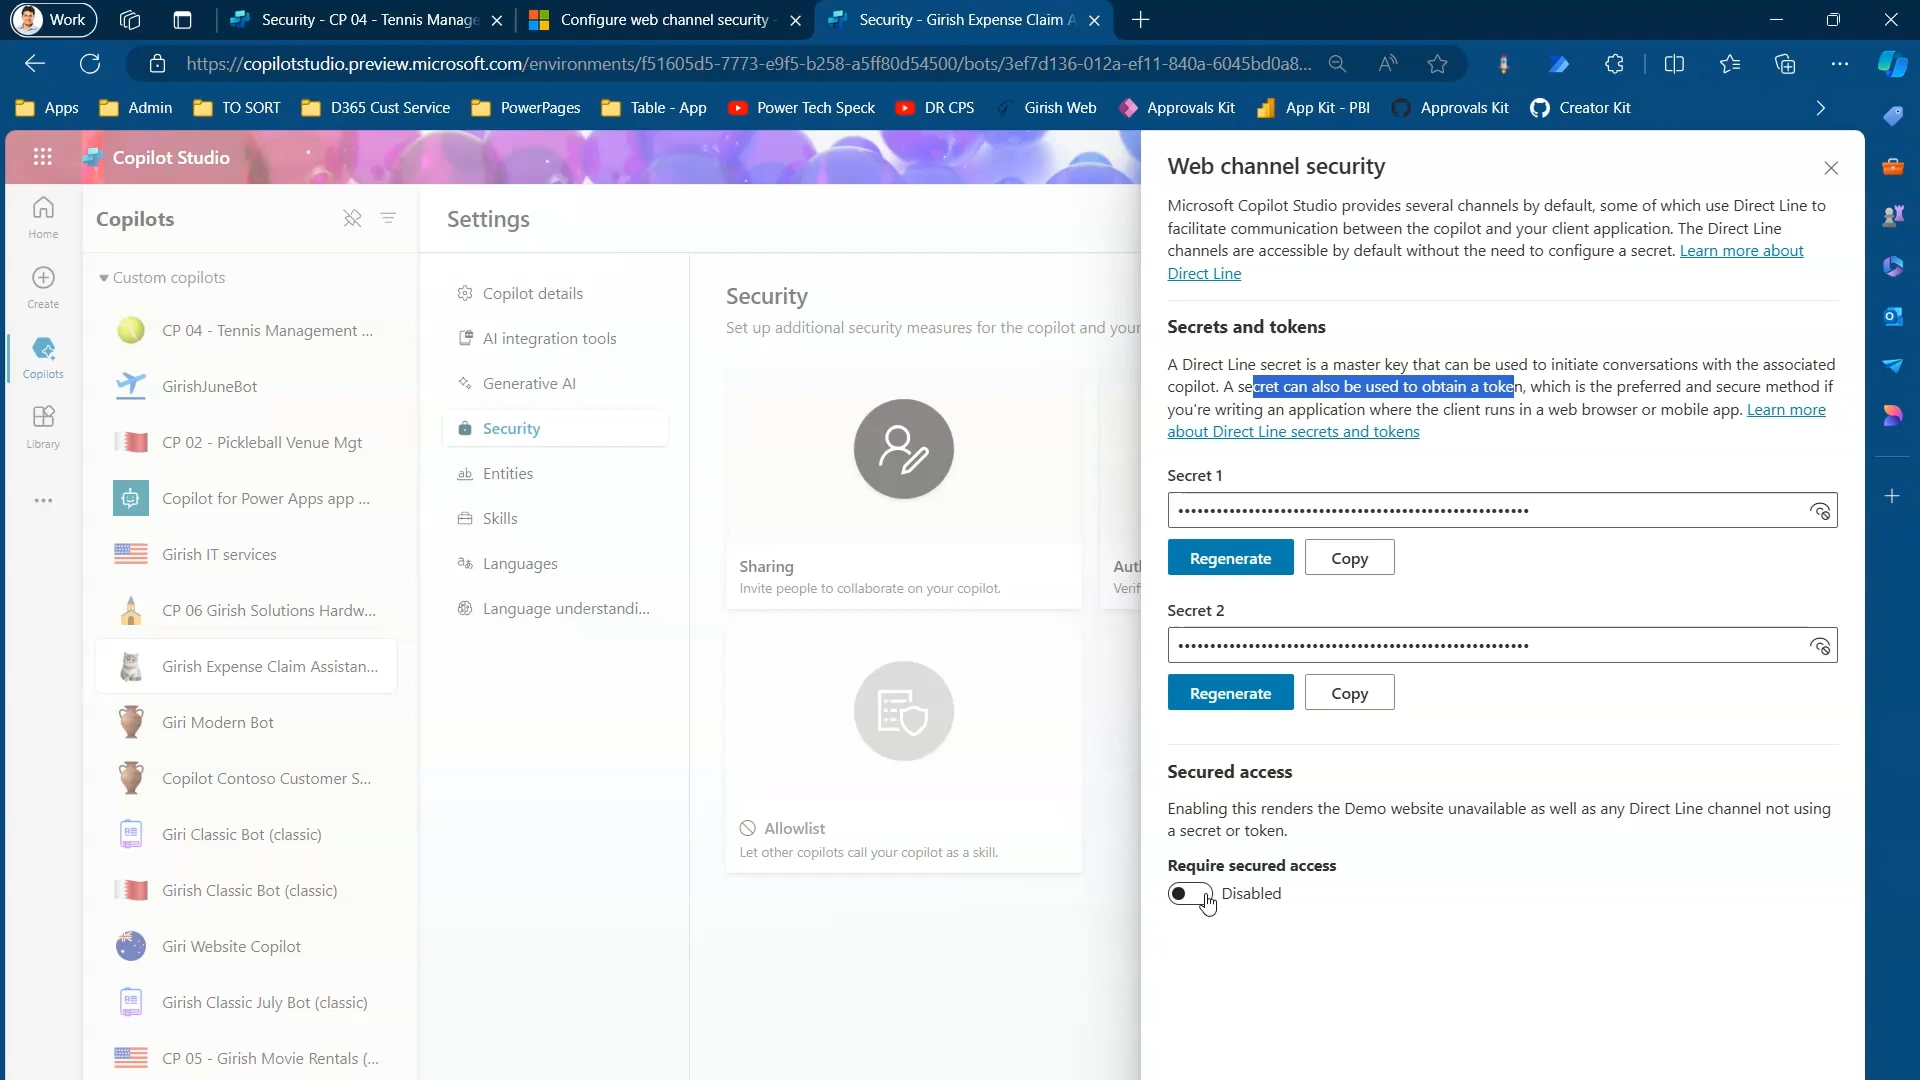 Work
Security - CP 04 - Tennis Manage
Configure web channel security
Security - Girish Expense Claim A
https://copilotstudio.preview.microsoft.com/environments/f51605d5-7773-e9f5-b258-a5ff80d54500/bots/3ef7d136-012a-ef11-840a-6045bd0a8...
Apps
Admin
TO SORT
D365 Cust Service
PowerPages
Table - App
Power Tech Speck
DR CPS
Girish Web
Approvals Kit
App Kit - PBI
Approvals Kit
Creator Kit
Copilot Studio
Home
Create
Copilots
Library
Copilots
Custom copilots
CP 04 - Tennis Management ...
GirishJuneBot
CP 02 - Pickleball Venue Mgt
Copilot for Power Apps app ...
Girish IT services
CP 06 Girish Solutions Hardw...
Girish Expense Claim Assistan...
Giri Modern Bot
Copilot Contoso Customer S...
Giri Classic Bot (classic)
Girish Classic Bot (classic)
Giri Website Copilot
Girish Classic July Bot (classic)
CP 05 - Girish Movie Rentals (...
Settings
Copilot details
AI integration tools
Generative AI
Security
Entities
Skills
Languages
Language understandi...
Security
Set up additional security measures for the copilot and your
Sharing
Invite people to collaborate on your copilot.
Aut
Verif
Allowlist
Let other copilots call your copilot as a skill.
Web channel security
Microsoft Copilot Studio provides several channels by default, some of which use Direct Line to
facilitate communication between the copilot and your client application. The Direct Line
channels are accessible by default without the need to configure a secret. Learn more about
Direct Line
Secrets and tokens
A Direct Line secret is a master key that can be used to initiate conversations with the associated
copilot. A secret can also be used to obtain a token, which is the preferred and secure method if
you're writing an application where the client runs in a web browser or mobile app. Learn more
about Direct Line secrets and tokens
Secret 1
Regenerate
Copy
Secret 2
Regenerate
Copy
Secured access
Enabling this renders the Demo website unavailable as well as any Direct Line channel not using
a secret or token.
Require secured access
Disabled